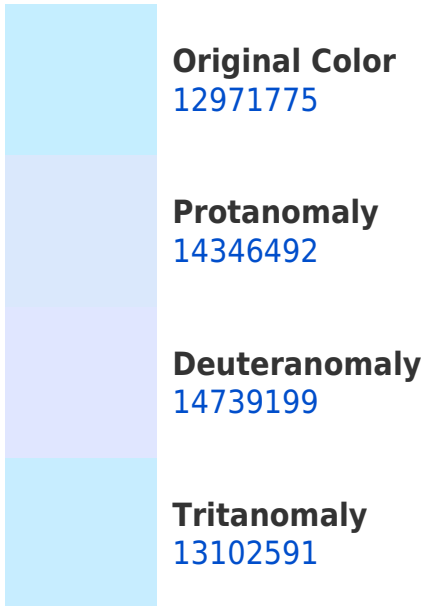 Original Color
12971775
Protanomaly
14346492
Deuteranomaly
14739199
Tritanomaly
13102591